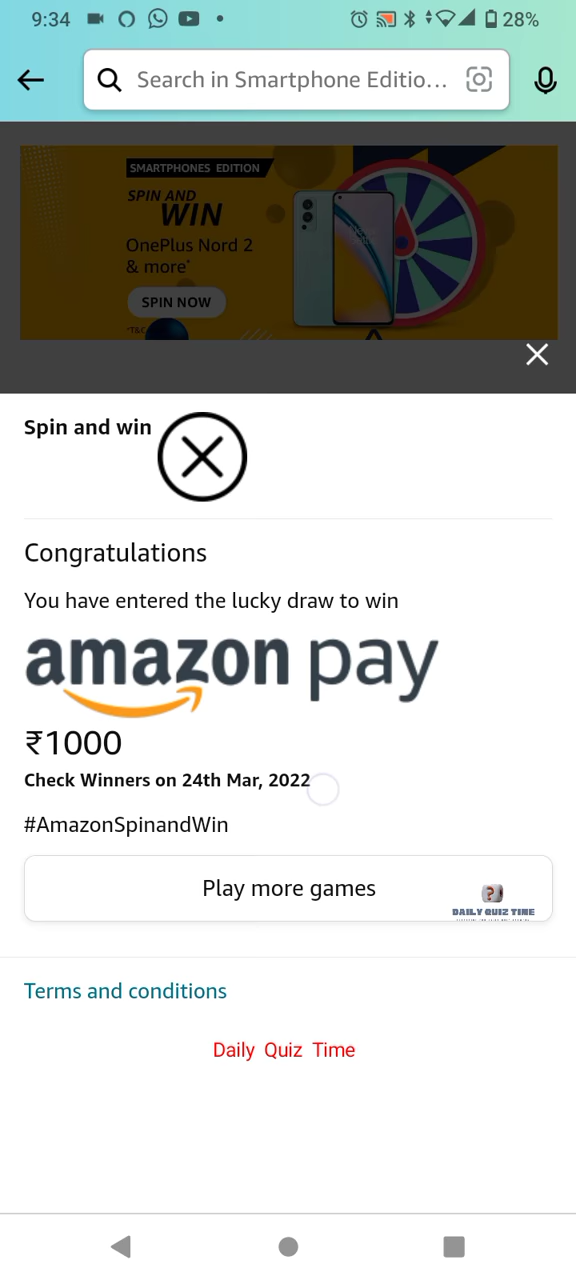 9:34
28%
Search in Smartphone Editio...
SMARTPHONES EDITION
SPIN AND
WIN
OnePlus Nord 2
& more*
SPIN NOW
*T&C
Spin and win
Congratulations
You have entered the lucky draw to win
amazon pay
₹1000
Check Winners on 24th Mar, 2022
#AmazonSpinandWin
Play more games
?
DAILY QUIZ TIME
Terms and conditions
Daily Quiz Time